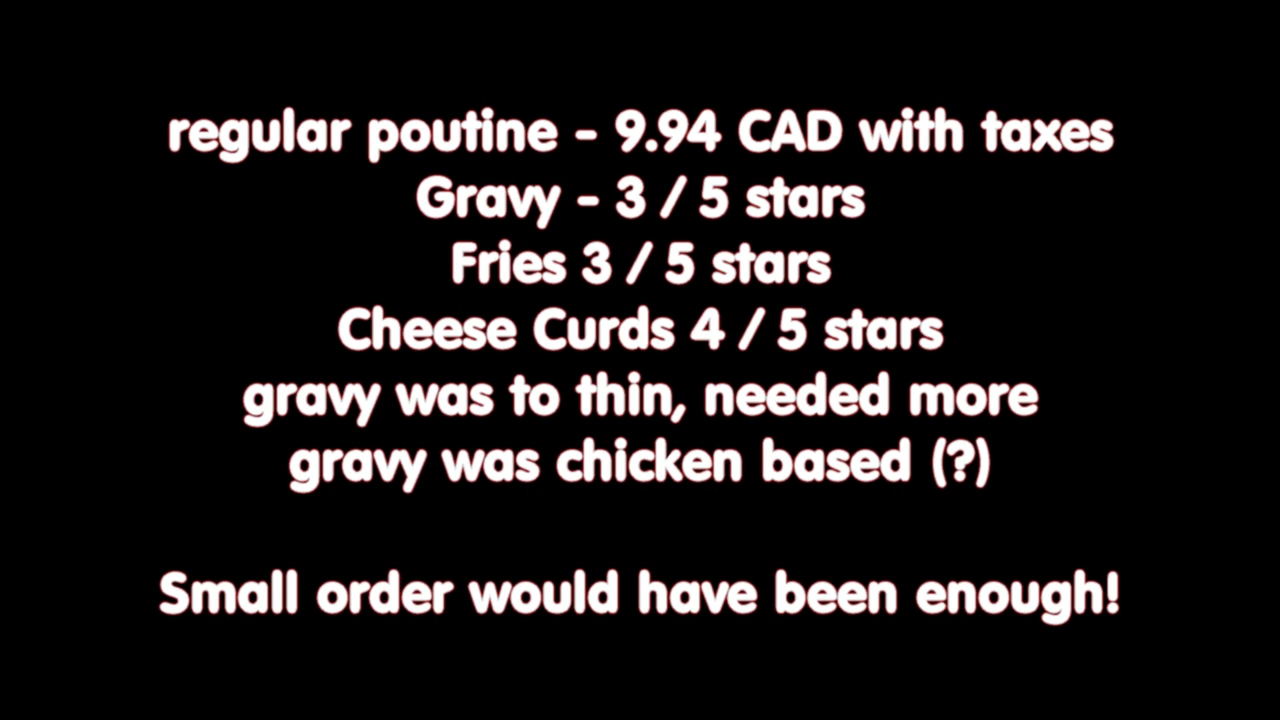 regular poutine - 9.94 CAD with taxes
Gravy - 3 / 5 stars
Fries 3 / 5 stars
Cheese Curds 4 / 5 stars
gravy was to thin, needed more
gravy was chicken based (?)
Small order would have been enough!